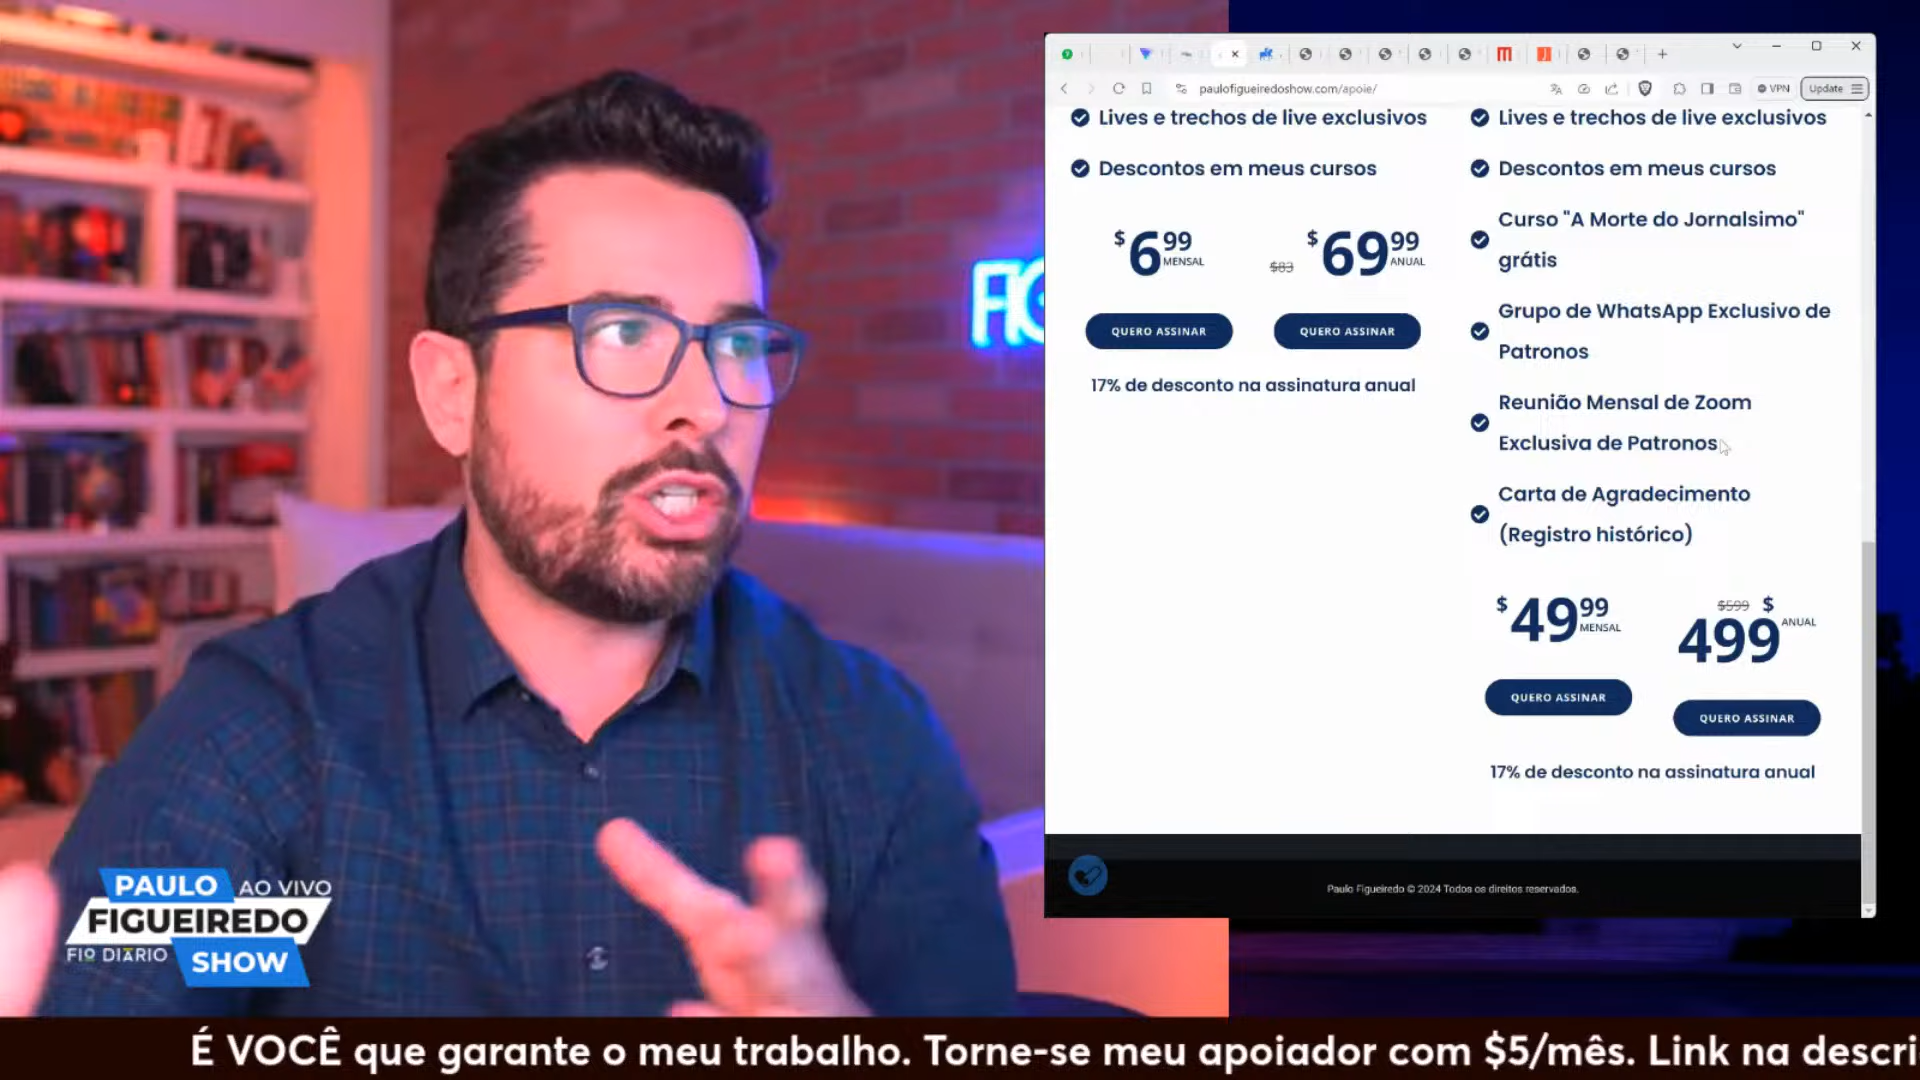 paulofigueiredoshow.com/apoie/
VPN
Update
Lives e trechos de live exclusivos
Descontos em meus cursos
$6 99 MENSAL
$83 $69 99 ANUAL
QUERO ASSINAR
QUERO ASSINAR
17% de desconto na assinatura anual
Lives e trechos de live exclusivos
Descontos em meus cursos
Curso "A Morte do Jornalsimo"
grátis
Grupo de WhatsApp Exclusivo de
Patronos
Reunião Mensal de Zoom
Exclusiva de Patronos
Carta de Agradecimento
(Registro histórico)
$49 99 MENSAL
$599 $
499 ANUAL
QUERO ASSINAR
QUERO ASSINAR
17% de desconto na assinatura anual
Paulo Figueiredo © 2024 Todos os direitos reservados.
PAULO AO VIVO
FIGUEIREDO
FIO DIÁRIO SHOW
É VOCÊ que garante o meu trabalho. Torne-se meu apoiador com $5/mês. Link na descri